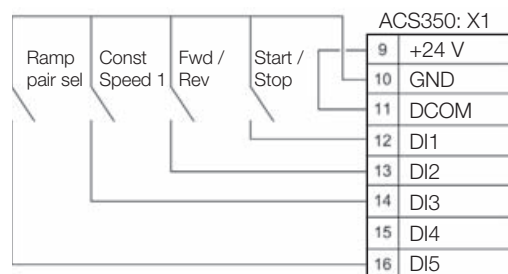 ACS350: X1
Ramp pair sel
Const Speed 1
Fwd / Rev
Start / Stop
9 +24 V
10 GND
11 DCOM
12 DI1
13 DI2
14 DI3
15 DI4
16 DI5